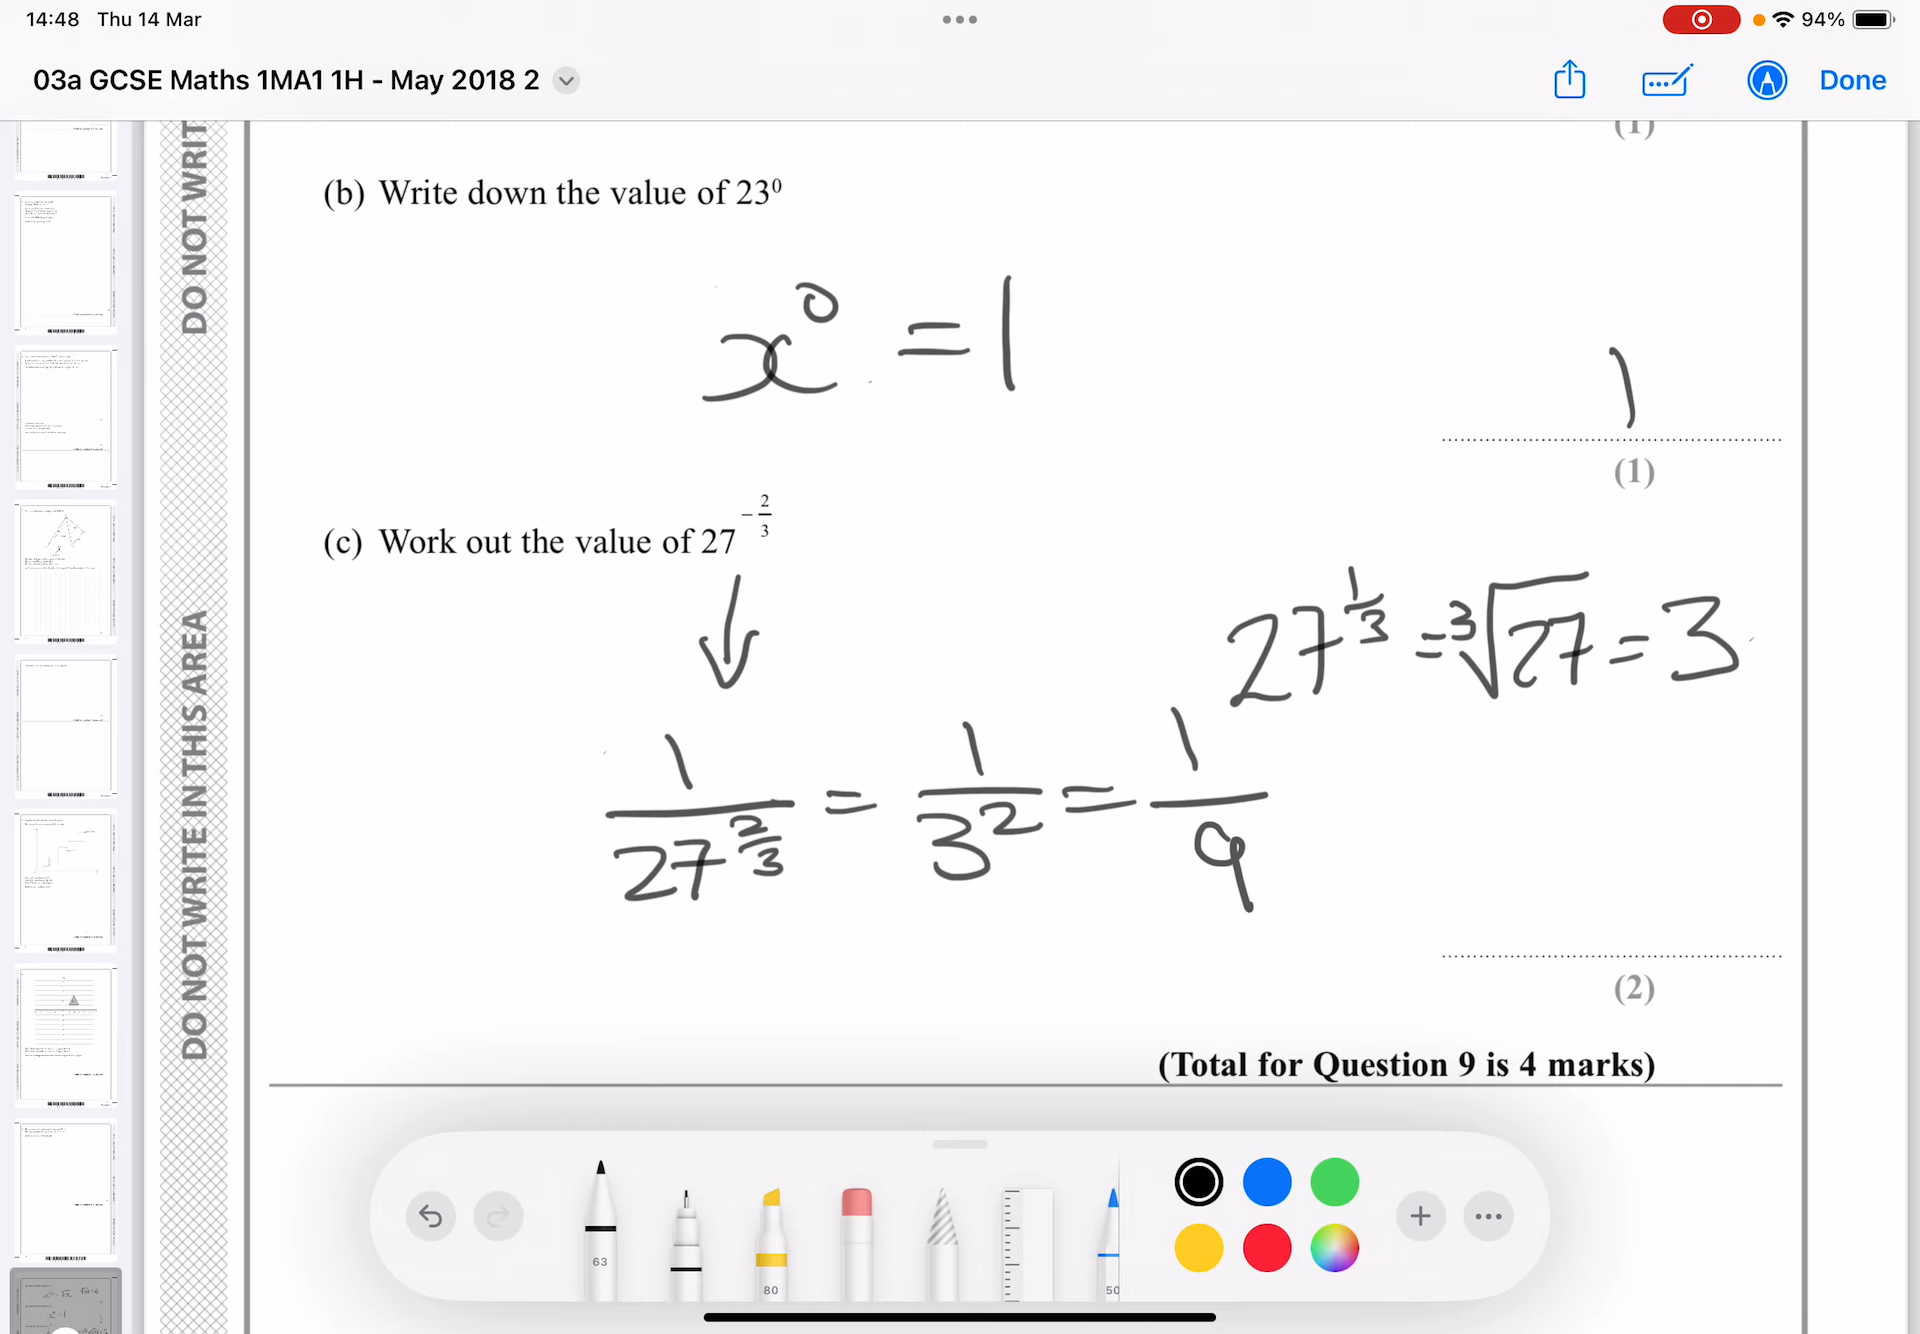 14:48 Thu 14 Mar
94%
03a GCSE Maths 1MA1 1H - May 2018 2
Done
DO NOT WRIT
DO NOT WRITE IN THIS AREA
(1)
(b) Write down the value of 23⁰
x⁰ = 1
1
(1)
(c) Work out the value of 27^(-2/3)
27^(1/3) = ³√27 = 3
1/27^(2/3) = 1/3² = 1/9
(2)
(Total for Question 9 is 4 marks)
63
80
50